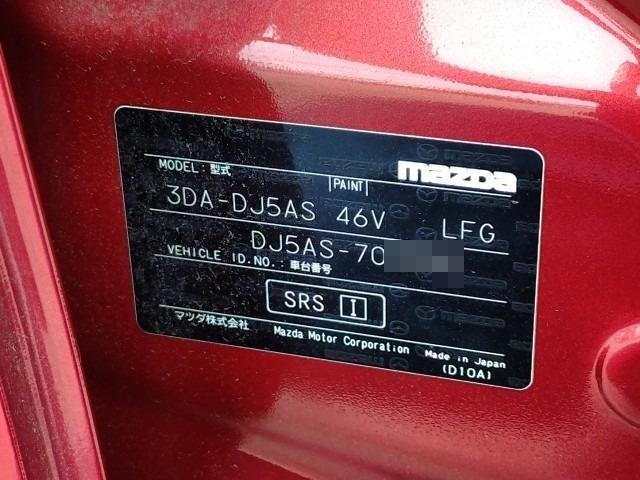 mazda
MODEL : 型式
PAINT
3DA-DJ5AS 46V LFG
DJ5AS-70
VEHICLE ID.NO.: 車台番号
SRS I
マツダ株式会社 Mazda Motor Corporation Made in Japan
(D10A)